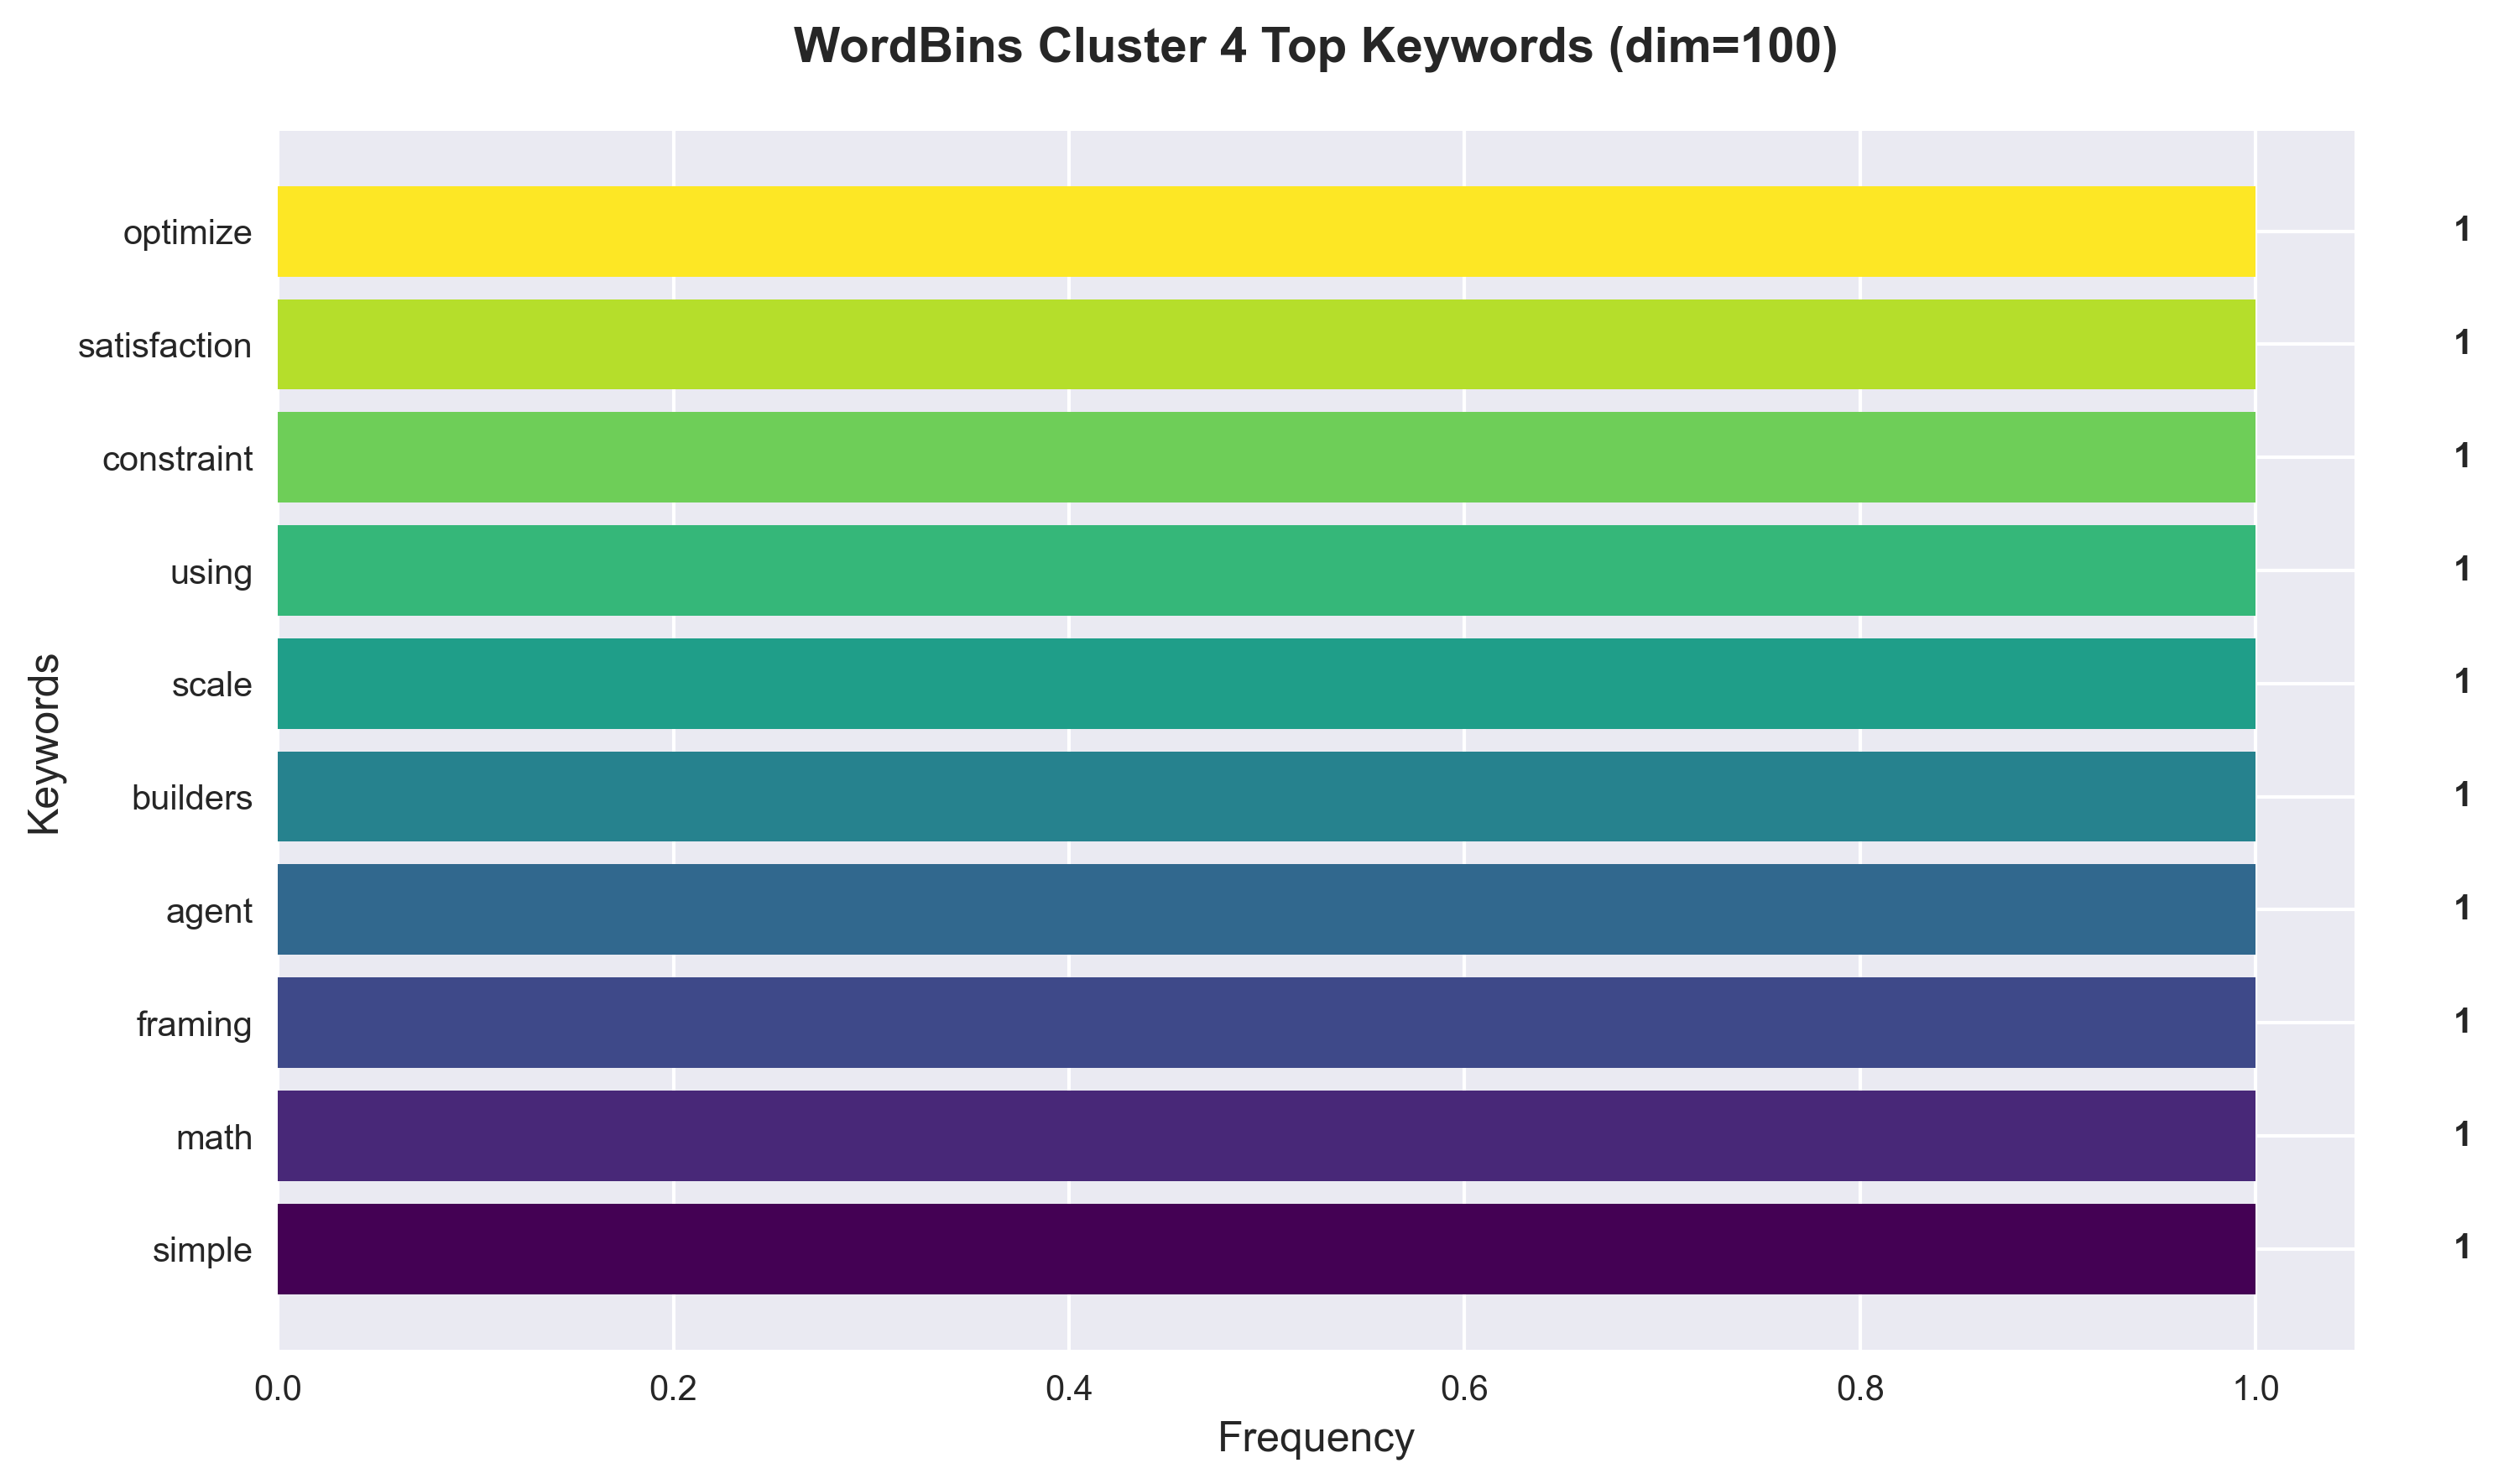 WordBins Cluster 4 Top Keywords (dim=100)
Keywords
optimize 1
satisfaction 1
constraint 1
using 1
scale 1
builders 1
agent 1
framing 1
math 1
simple 1
0.0 0.2 0.4 0.6 0.8 1.0
Frequency